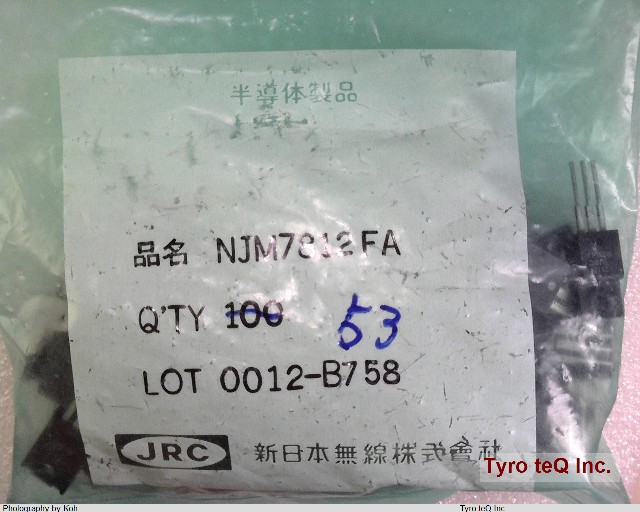 半導体製品
品名 NJM7812FA
Q'TY 100 53
LOT 0012-B758
JRC 新日本無線株式會社
Tyro teQ Inc.
Photography by Koh
Tyro teQ Inc